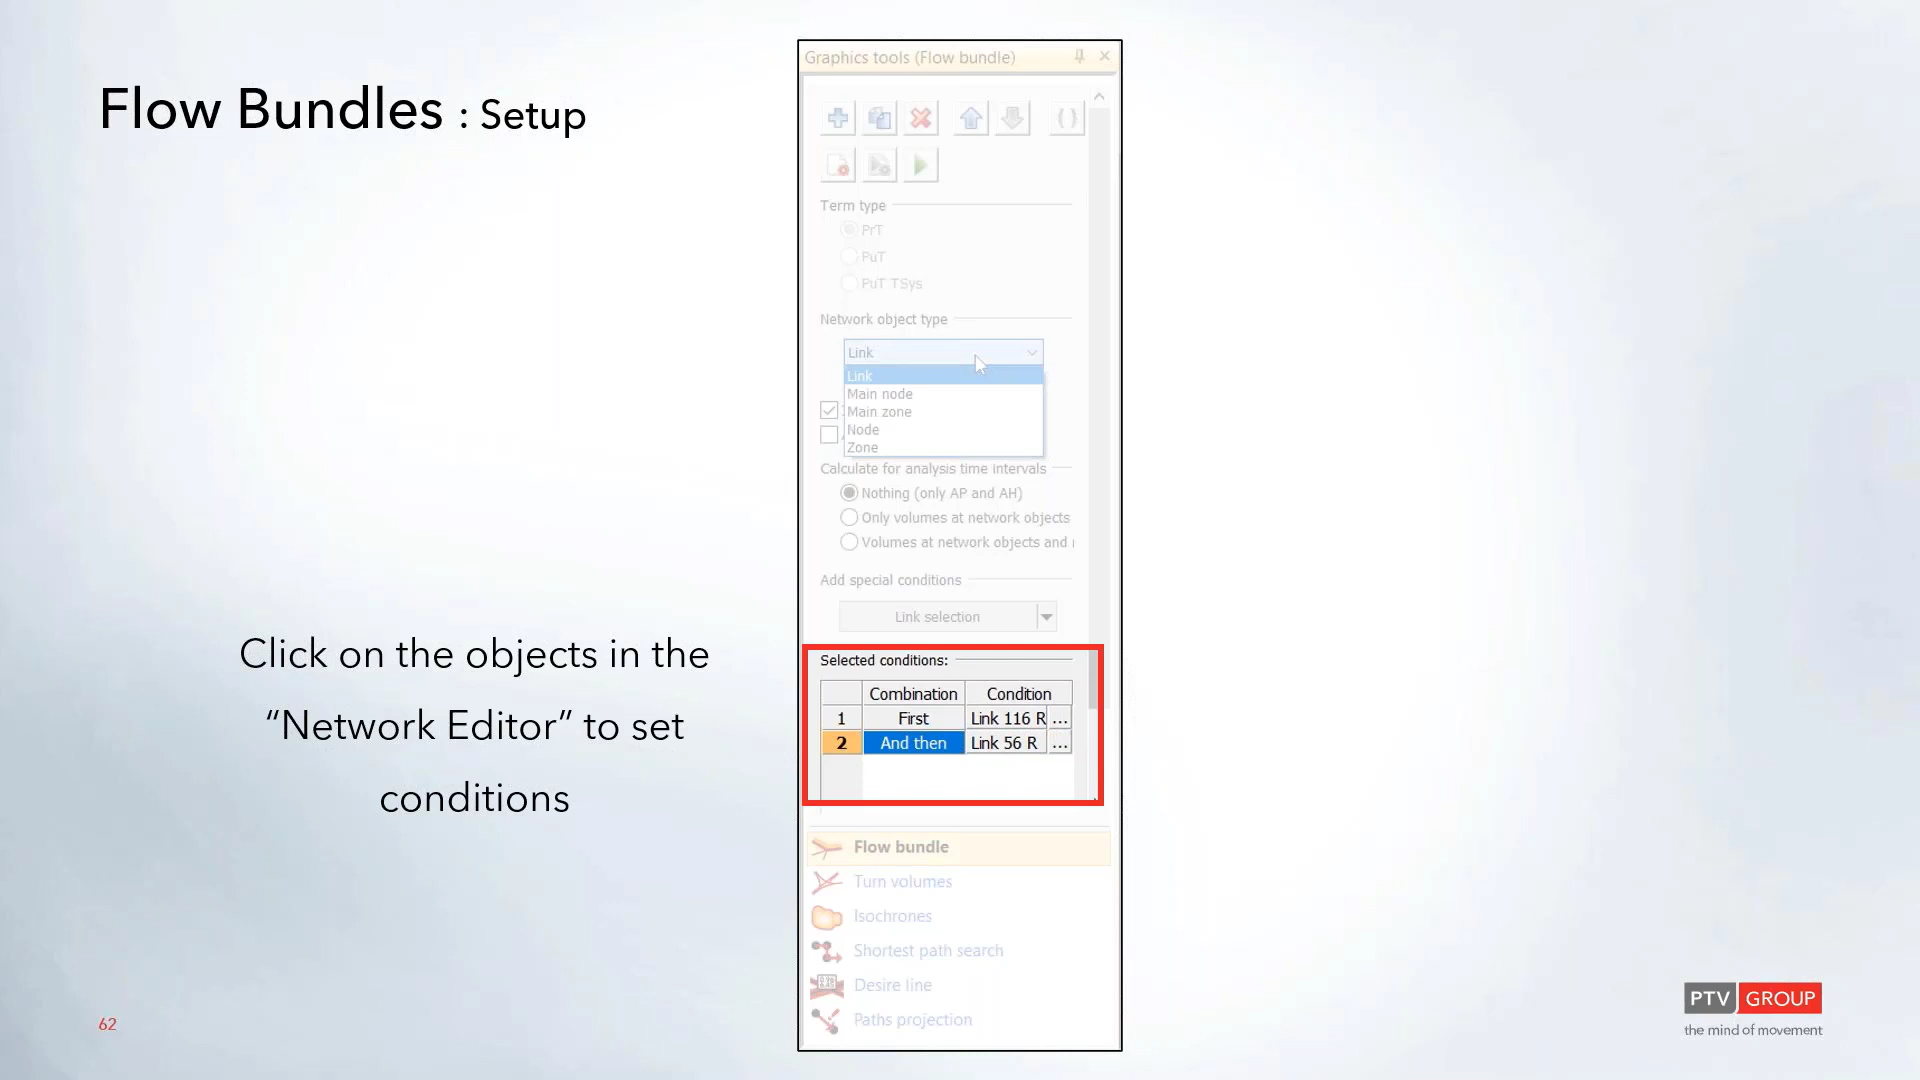 Flow Bundles : Setup
Click on the objects in the
“Network Editor” to set
conditions
62
Graphics tools (Flow bundle)
Term type
PrT
PuT
PuT TSys
Network object type
Link
Link
Main node
Main zone
Node
Zone
Calculate for analysis time intervals
Nothing (only AP and AH)
Only volumes at network objects
Volumes at network objects and
Add special conditions
Link selection
Selected conditions:
Combination Condition
1 First Link 116 R ...
2 And then Link 56 R ...
Flow bundle
Turn volumes
Isochrones
Shortest path search
Desire line
Paths projection
PTV GROUP
the mind of movement